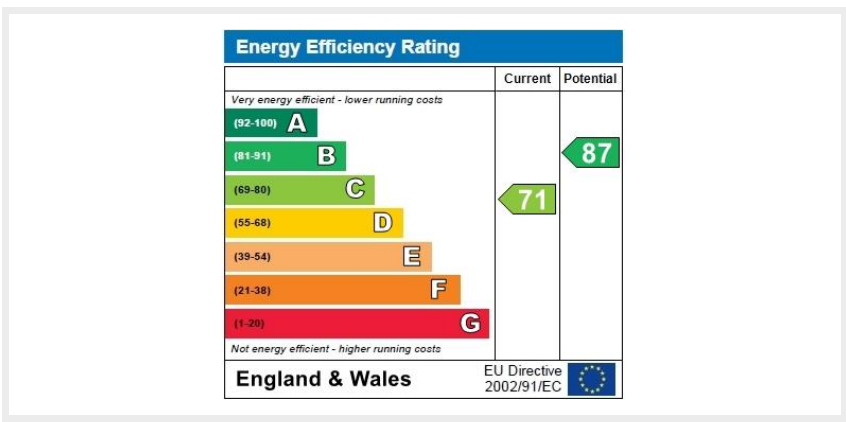 Energy Efficiency Rating
Current Potential
Very energy efficient - lower running costs
(92-100) A
(81-91) B
87
(69-80) C
71
(55-68) D
(39-54) E
(21-38) F
(1-20) G
Not energy efficient - higher running costs
England & Wales
EU Directive
2002/91/EC